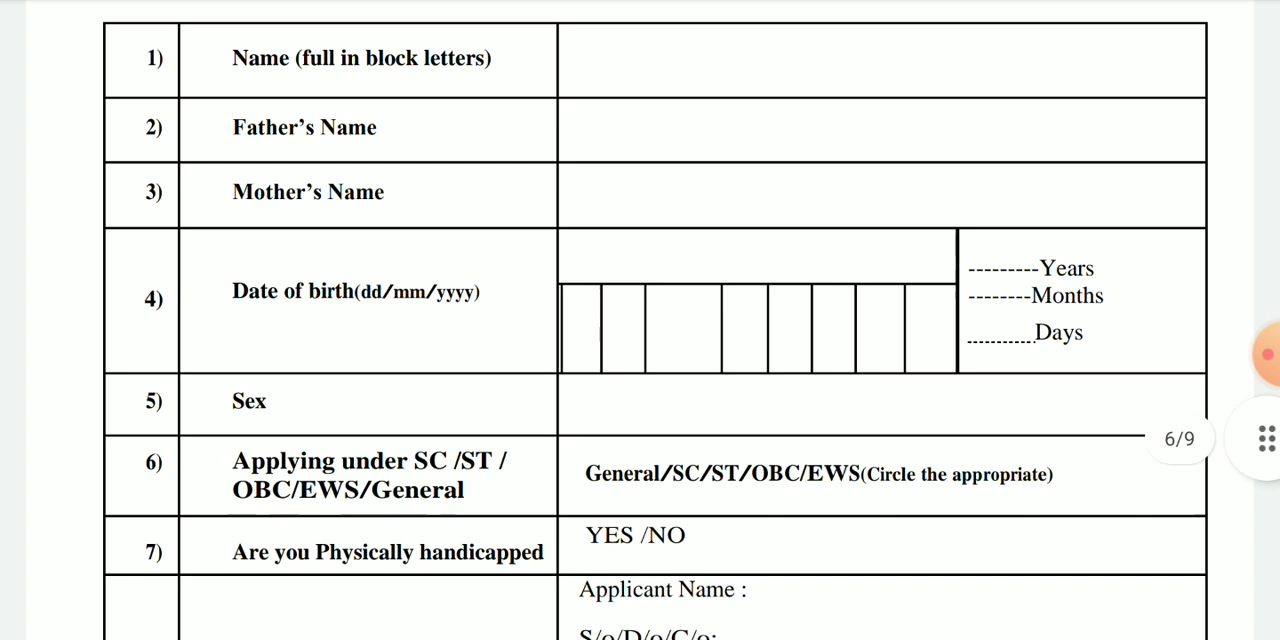 1) Name (full in block letters)
2) Father’s Name
3) Mother’s Name
4) Date of birth(dd/mm/yyyy)
---------Years
--------Months
...........Days
5) Sex
6) Applying under SC /ST /
OBC/EWS/General
General/SC/ST/OBC/EWS(Circle the appropriate)
6/9
7) Are you Physically handicapped
YES /NO
Applicant Name :
S/o/D/o/C/o: